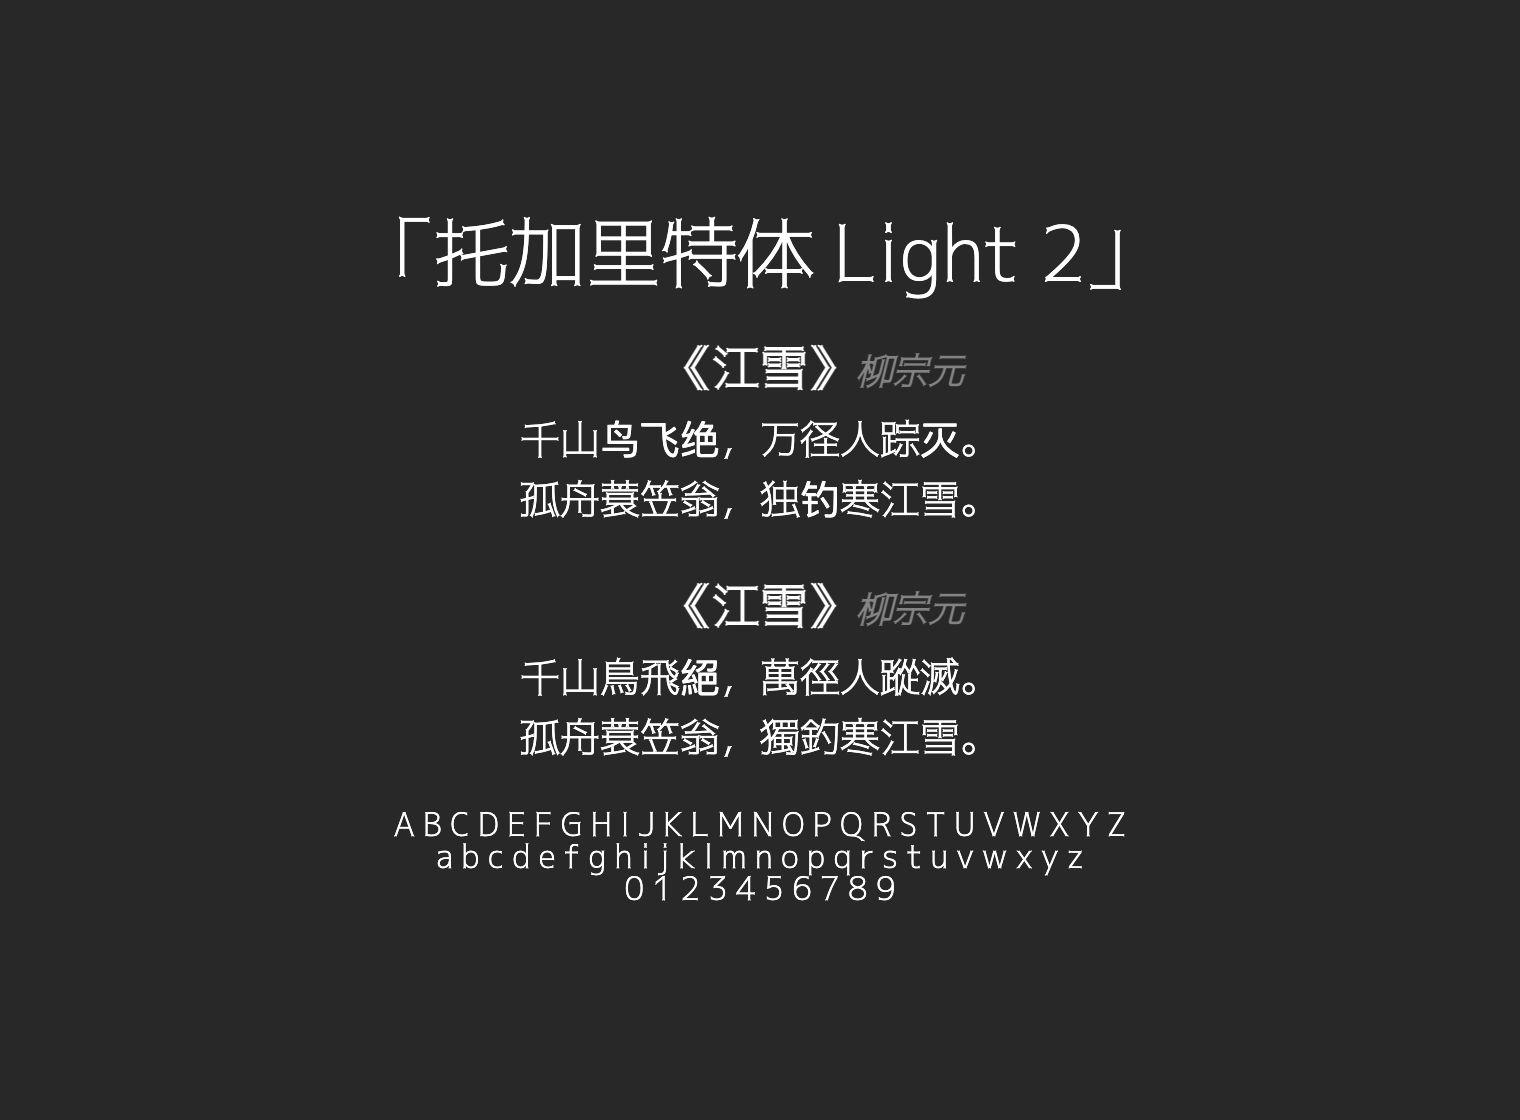 「托加里特体 Light 2」
《江雪》柳宗元
千山鸟飞绝，万径人踪灭。
孤舟蓑笠翁，独钓寒江雪。
《江雪》柳宗元
千山鳥飛絕，萬徑人蹤滅。
孤舟蓑笠翁，獨釣寒江雪。
A B C D E F G H I J K L M N O P Q R S T U V W X Y Z
a b c d e f g h i j k l m n o p q r s t u v w x y z
0 1 2 3 4 5 6 7 8 9